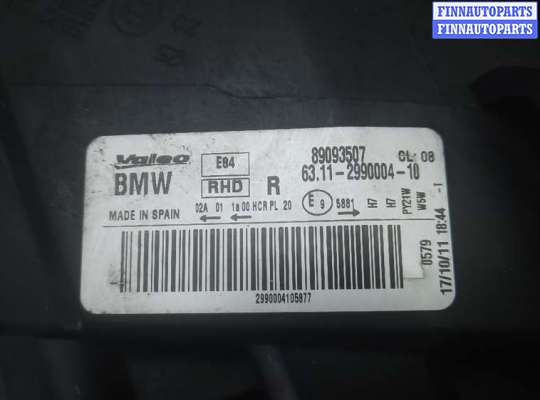 FINNAUTOPARTS
FINNAUTOPARTS
Valeo E84 89093507 CL: 08
BMW RHD R 63.11-2990004-10
MADE IN SPAIN 02A 01 1a 00 HCR PL 20 E 9 5881 H7 H7 PY21W W5W
0579
17/10/11 18:44 -1
2990004105877